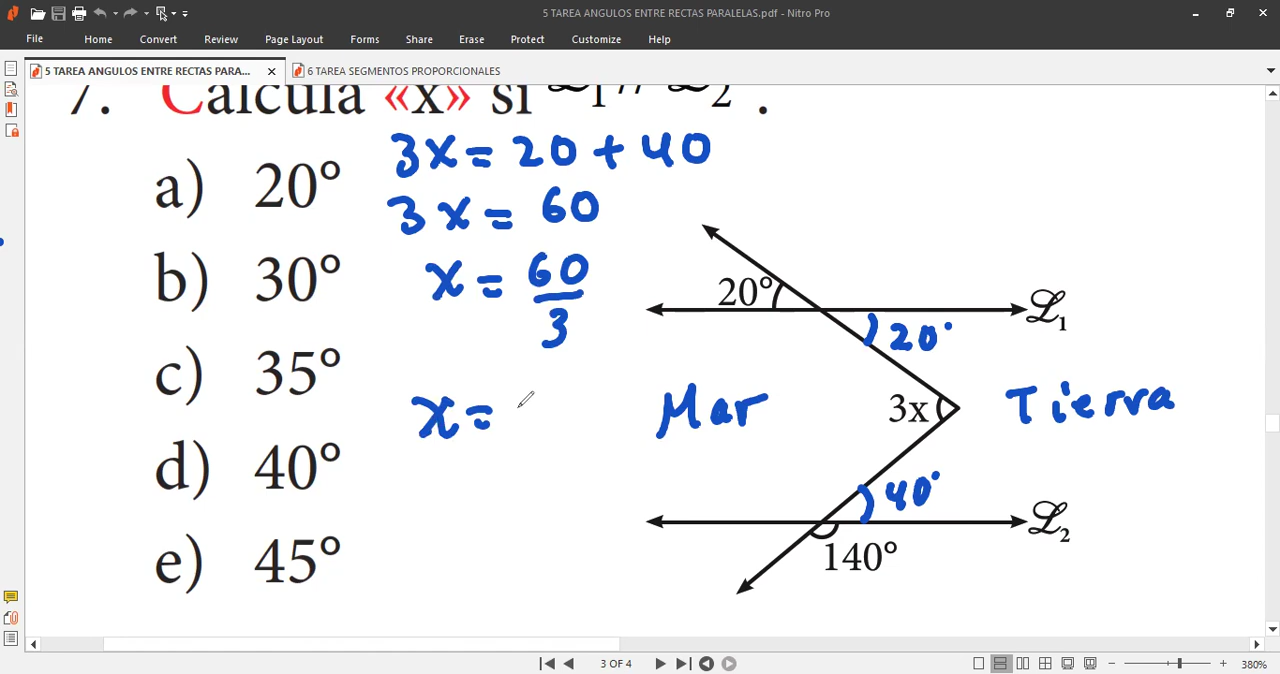 5 TAREA ANGULOS ENTRE RECTAS PARALELAS.pdf - Nitro Pro
File Home Convert Review Page Layout Forms Share Erase Protect Customize Help
5 TAREA ANGULOS ENTRE RECTAS PARA... × 6 TAREA SEGMENTOS PROPORCIONALES
7. Calcula «x» si ℒ1 // ℒ2 .
3x = 20 + 40
a) 20°
3x = 60
b) 30°
x = 60/3
20°
ℒ1
20°
c) 35°
x =
Mar
3x
Tierra
d) 40°
40°
ℒ2
e) 45°
140°
3 OF 4
380%